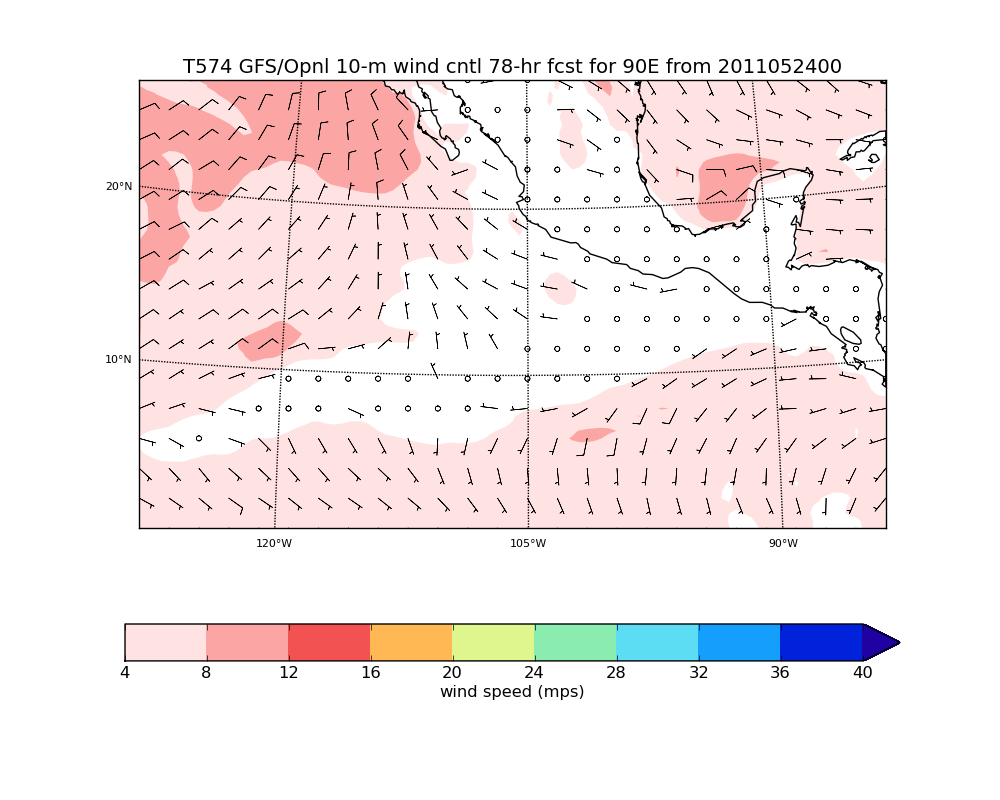 T574 GFS/Opnl 10-m wind cntl 78-hr fcst for 90E from 2011052400
20°N
10°N
120°W 105°W 90°W
4 8 12 16 20 24 28 32 36 40
wind speed (mps)